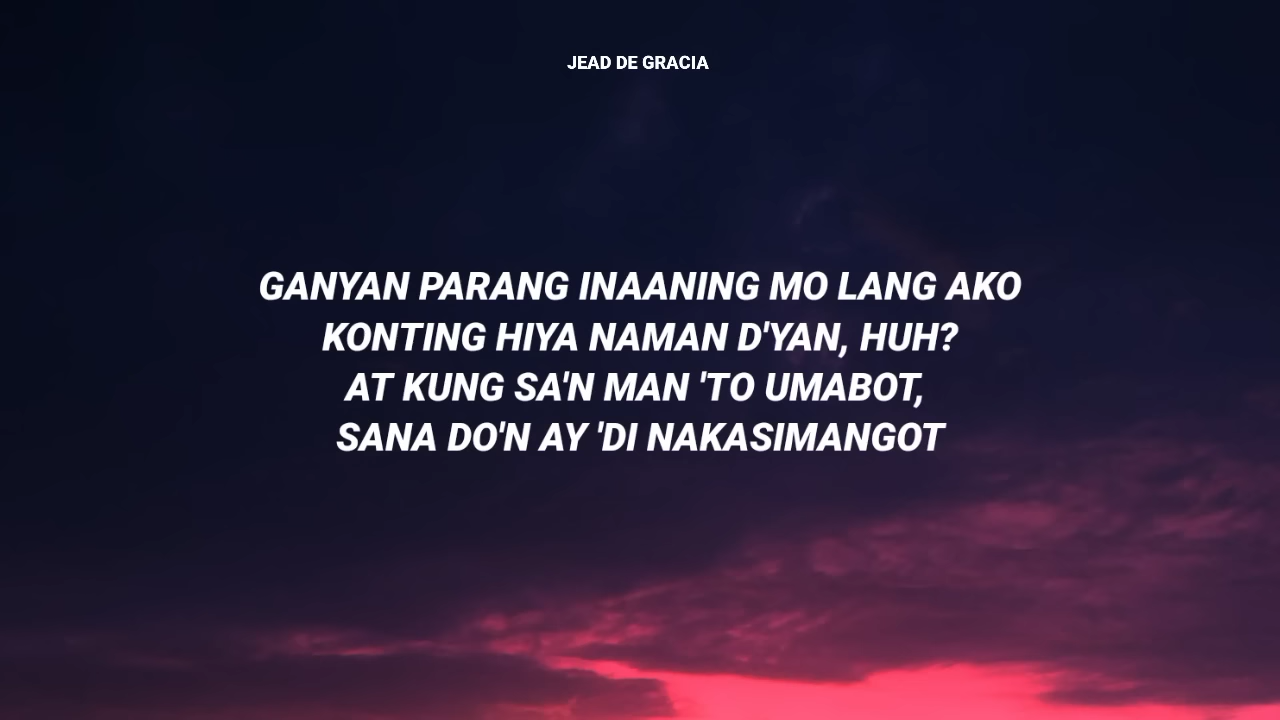 JEAD DE GRACIA
GANYAN PARANG INAANING MO LANG AKO
KONTING HIYA NAMAN D'YAN, HUH?
AT KUNG SA'N MAN 'TO UMABOT,
SANA DO'N AY 'DI NAKASIMANGOT